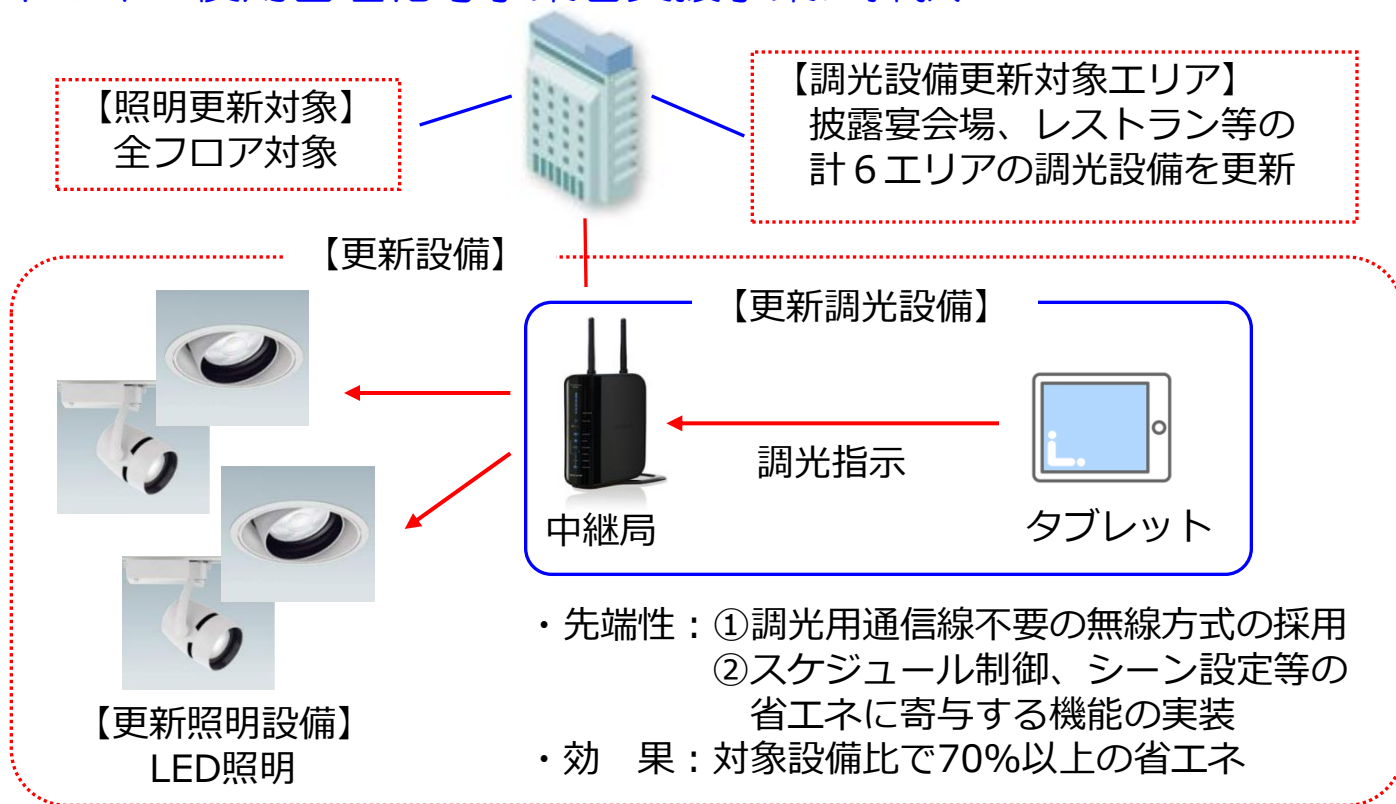 【照明更新対象】
全フロア対象
【調光設備更新対象エリア】
披露宴会場、レストラン等の
計６エリアの調光設備を更新
【更新設備】
【更新調光設備】
調光指示
中継局
タブレット
【更新照明設備】
LED照明
・先端性：①調光用通信線不要の無線方式の採用
②スケジュール制御、シーン設定等の
省エネに寄与する機能の実装
・効　果：対象設備比で70%以上の省エネ